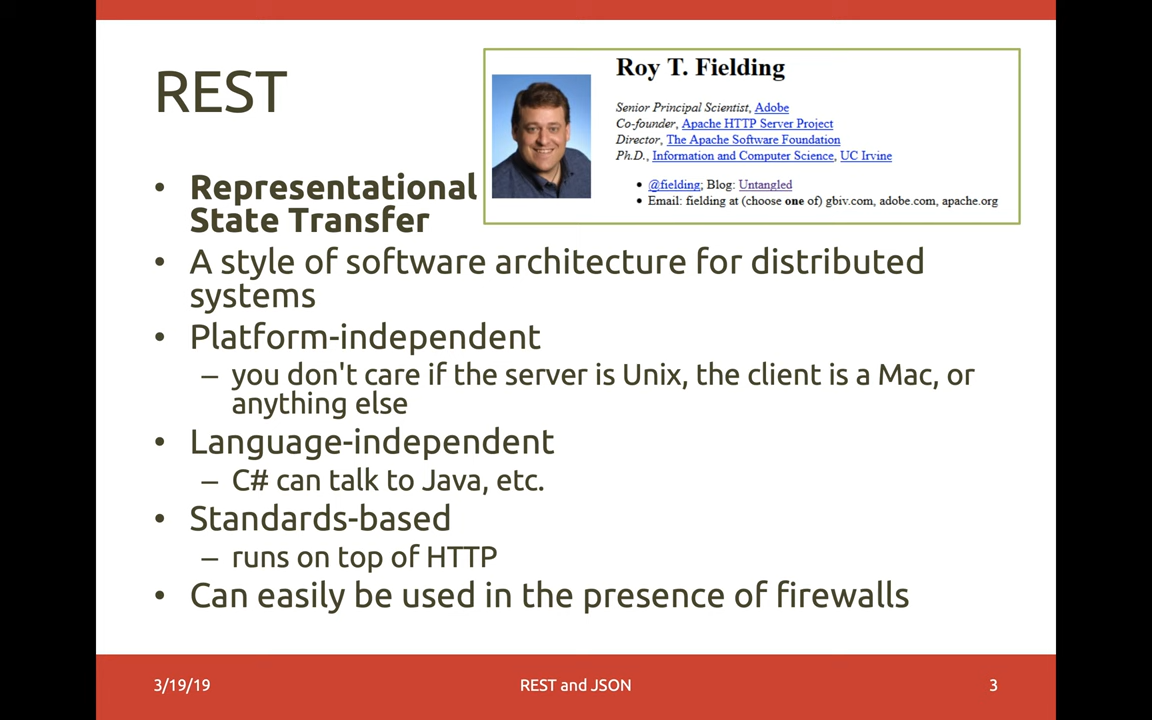 REST
Roy T. Fielding
Senior Principal Scientist, Adobe
Co-founder, Apache HTTP Server Project
Director, The Apache Software Foundation
Ph.D., Information and Computer Science, UC Irvine
• @fielding; Blog: Untangled
• Email: fielding at (choose one of) gbiv.com, adobe.com, apache.org
• Representational
State Transfer
• A style of software architecture for distributed
systems
• Platform-independent
– you don't care if the server is Unix, the client is a Mac, or
anything else
• Language-independent
– C# can talk to Java, etc.
• Standards-based
– runs on top of HTTP
• Can easily be used in the presence of firewalls
3/19/19
REST and JSON
3